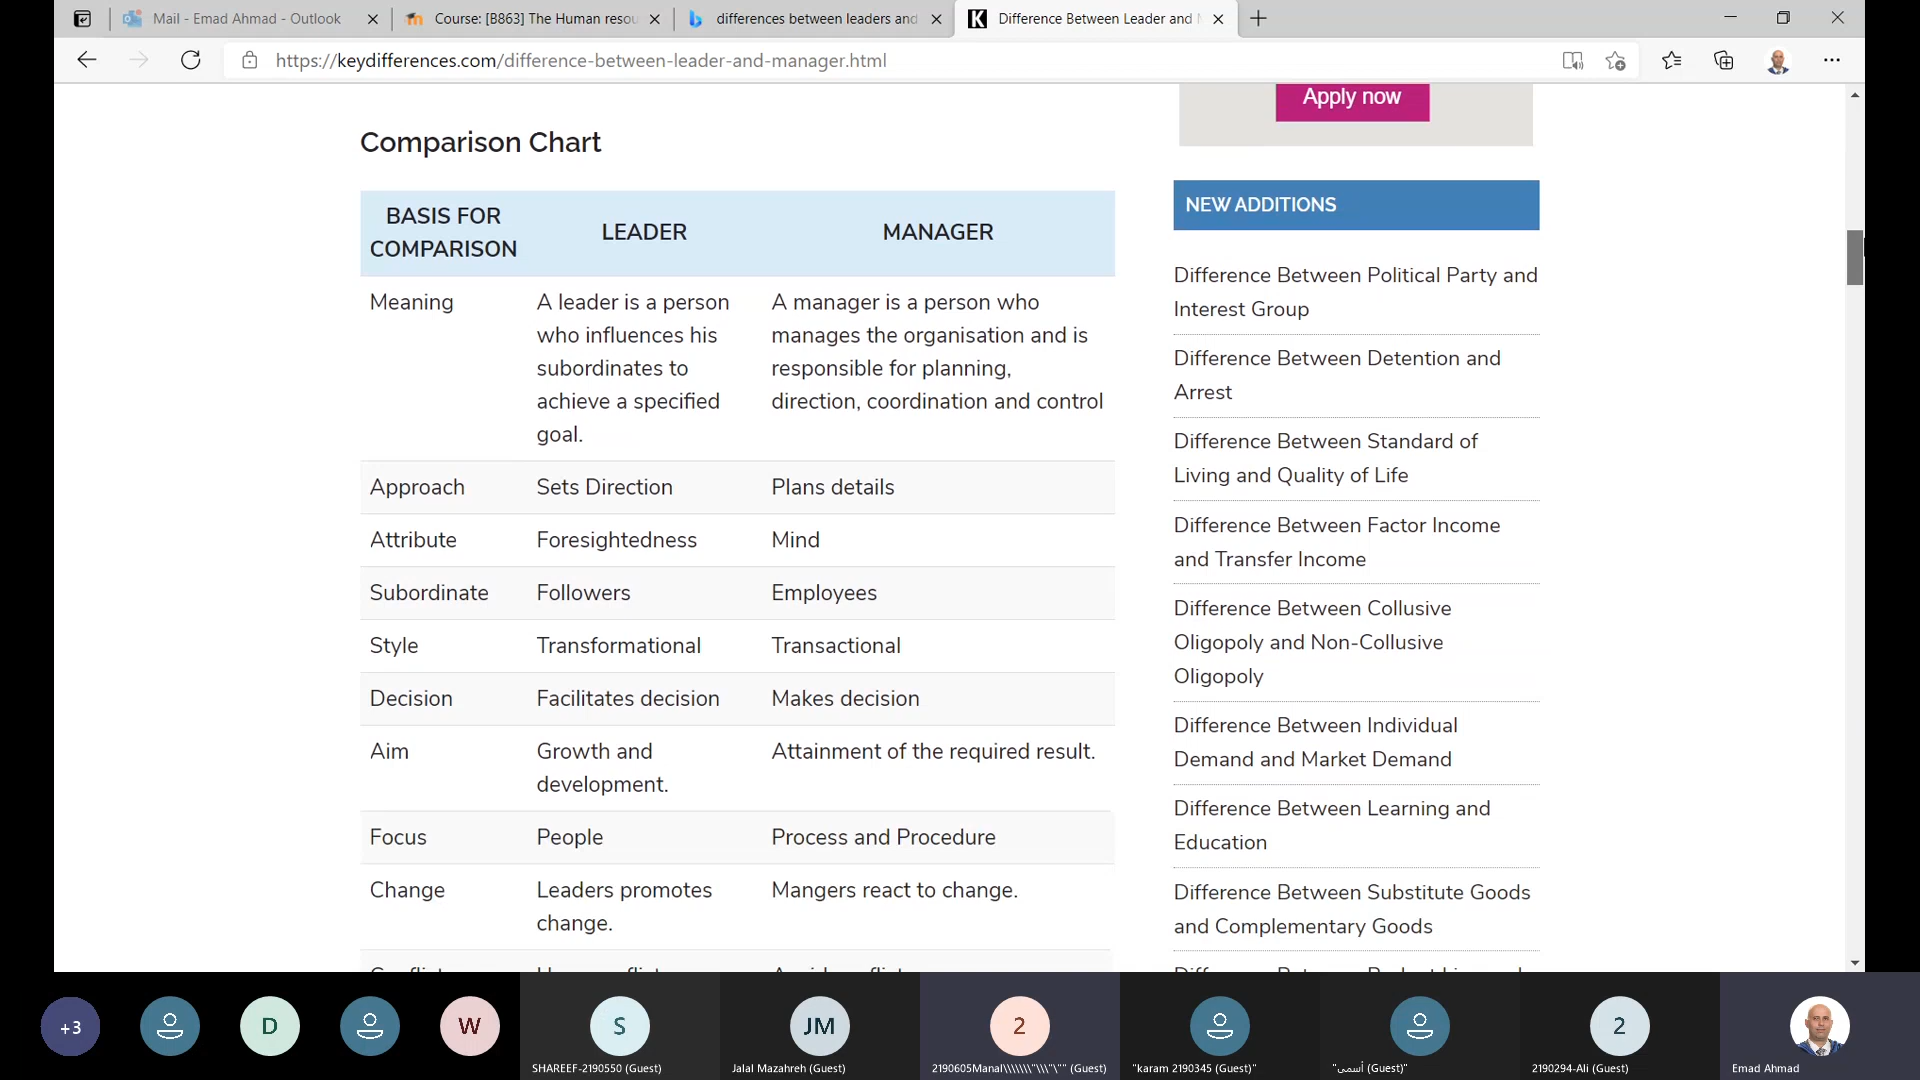 Mail - Emad Ahmad - Outlook
Course: [B863] The Human resou
differences between leaders and
Difference Between Leader and
https://keydifferences.com/difference-between-leader-and-manager.html
Apply now
Comparison Chart
BASIS FOR COMPARISON LEADER MANAGER
Meaning
A leader is a person
who influences his
subordinates to
achieve a specified
goal.
A manager is a person who
manages the organisation and is
responsible for planning,
direction, coordination and control
Approach Sets Direction Plans details
Attribute Foresightedness Mind
Subordinate Followers Employees
Style Transformational Transactional
Decision Facilitates decision Makes decision
Aim
Growth and
development.
Attainment of the required result.
Focus People Process and Procedure
Change
Leaders promotes
change.
Mangers react to change.
NEW ADDITIONS
Difference Between Political Party and
Interest Group
Difference Between Detention and
Arrest
Difference Between Standard of
Living and Quality of Life
Difference Between Factor Income
and Transfer Income
Difference Between Collusive
Oligopoly and Non-Collusive
Oligopoly
Difference Between Individual
Demand and Market Demand
Difference Between Learning and
Education
Difference Between Substitute Goods
and Complementary Goods
+3
D
W
S
JM
2
2
SHAREEF-2190550 (Guest)
Jalal Mazahreh (Guest)
2190605Manal\\\\\\\"\\\"\"" (Guest)
"karam 2190345 (Guest)"
"أسمى (Guest)"
2190294-Ali (Guest)
Emad Ahmad